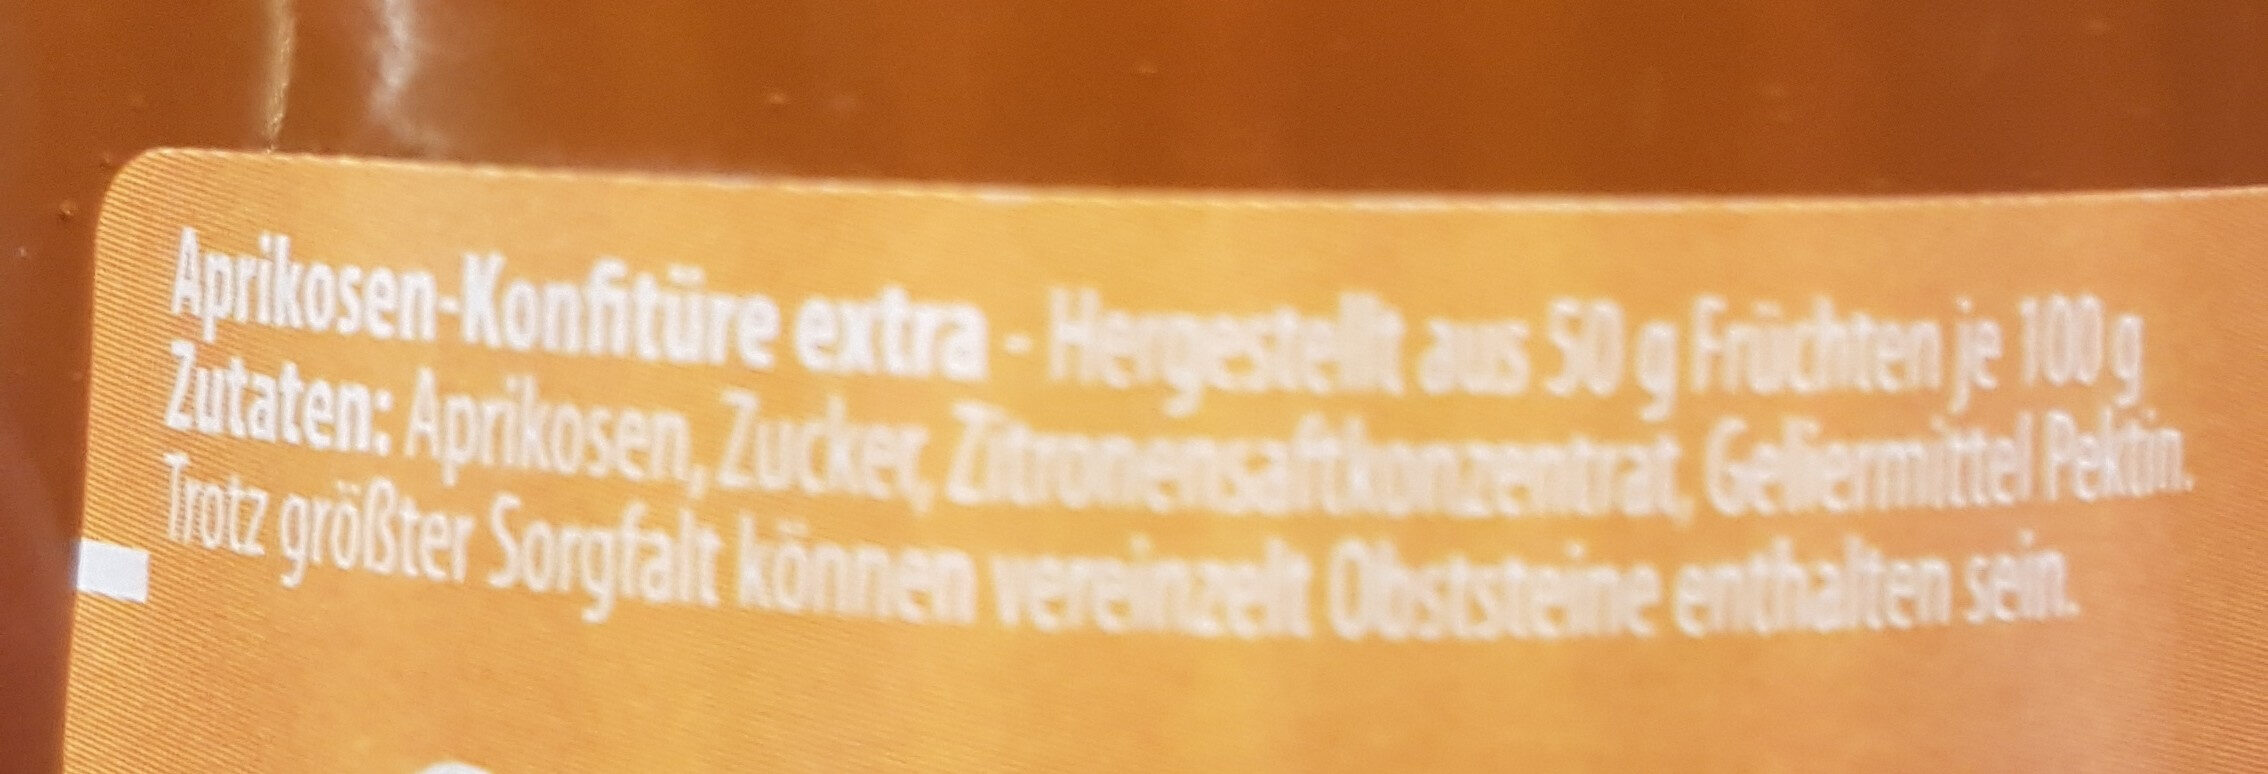 Aprikosen-Konfitüre extra - Hergestellt aus 50 g Früchten je 100 g
Zutaten: Aprikosen, Zucker, Zitronensaftkonzentrat, Geliermittel Pektin.
Trotz größter Sorgfalt können vereinzelt Obststeine enthalten sein.